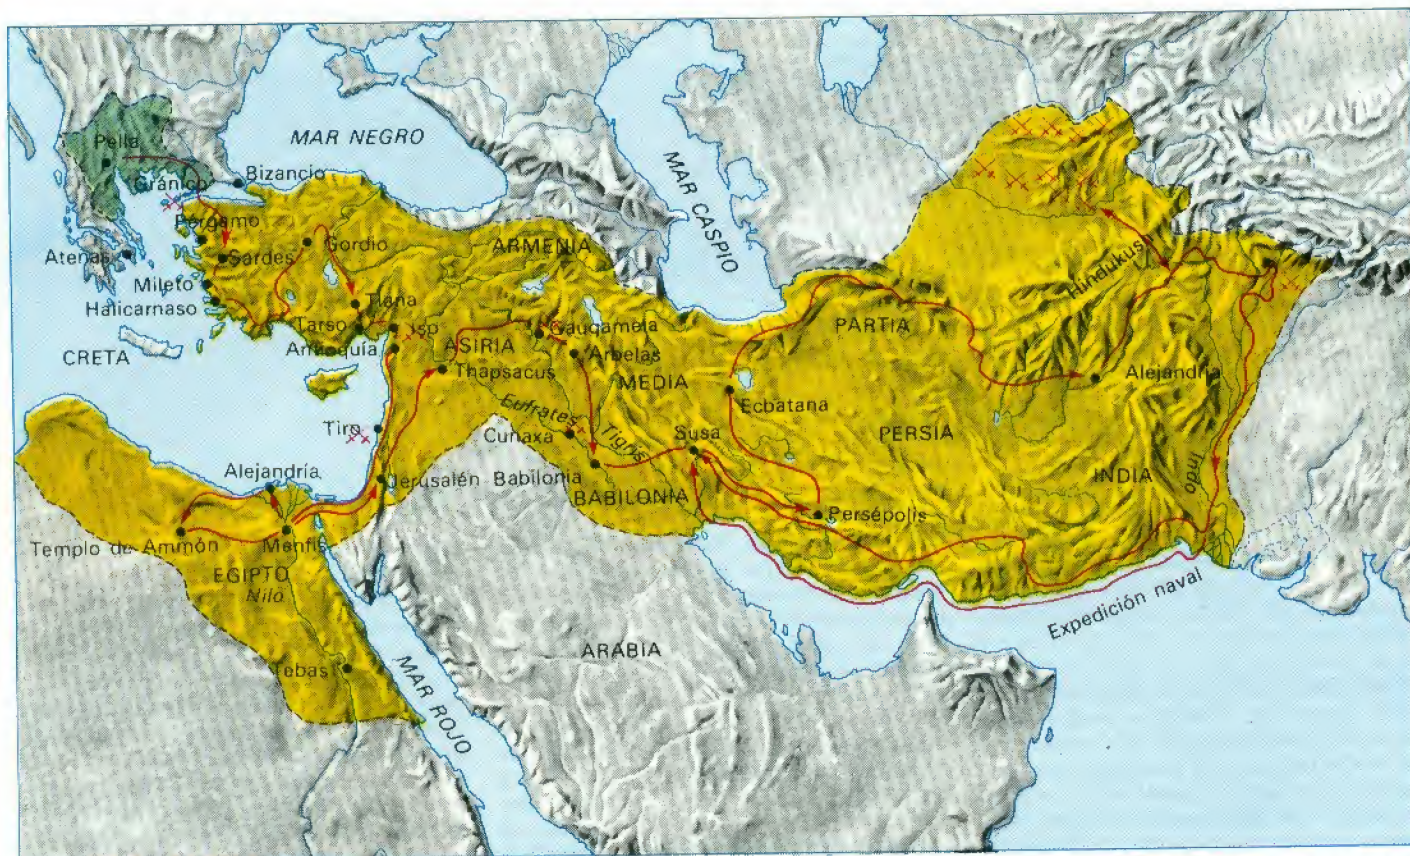 MAR NEGRO
MAR CASPIO
Pella
Gránico
Bizancio
Pérgamo
Gordio
ARMENIA
Atenas
Sardes
Hindukusn
Mileto
Halicarnaso
Tiana
Tarso
Iso
Gaugamela
PARTIA
CRETA
Antioquía
ASIRIA
Arbelas
Thapsacus
MEDIA
Alejandría
Ecbatana
Eufrates
Tiro
Cunaxa
Tigris
Susa
PERSIA
Alejandría
Jerusalén
Babilonia
BABILONIA
INDIA
Indo
Persépolis
Templo de Ammón
Menfis
EGIPTO
Nilo
Expedición naval
Tebas
MAR ROJO
ARABIA